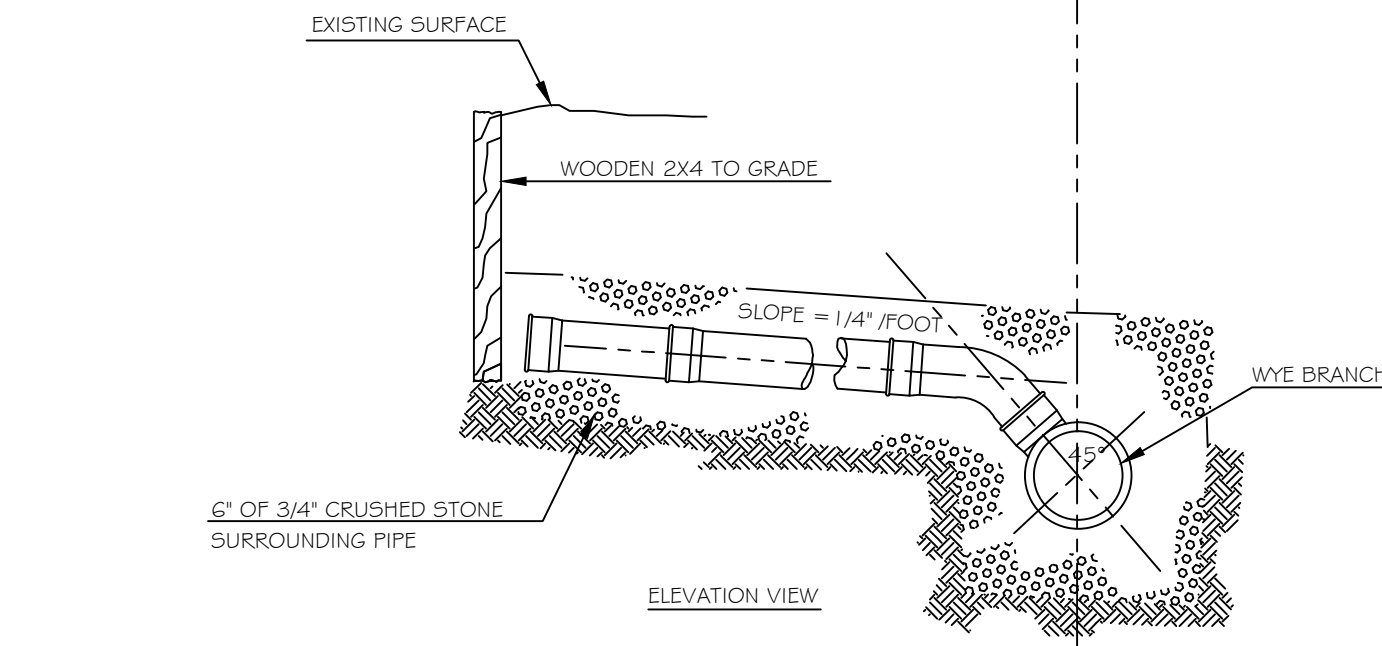 EXISTING SURFACE
WOODEN 2X4 TO GRADE
SLOPE = 1/4" /FOOT
WYE BRANCH
45°
6" OF 3/4" CRUSHED STONE
SURROUNDING PIPE
ELEVATION VIEW